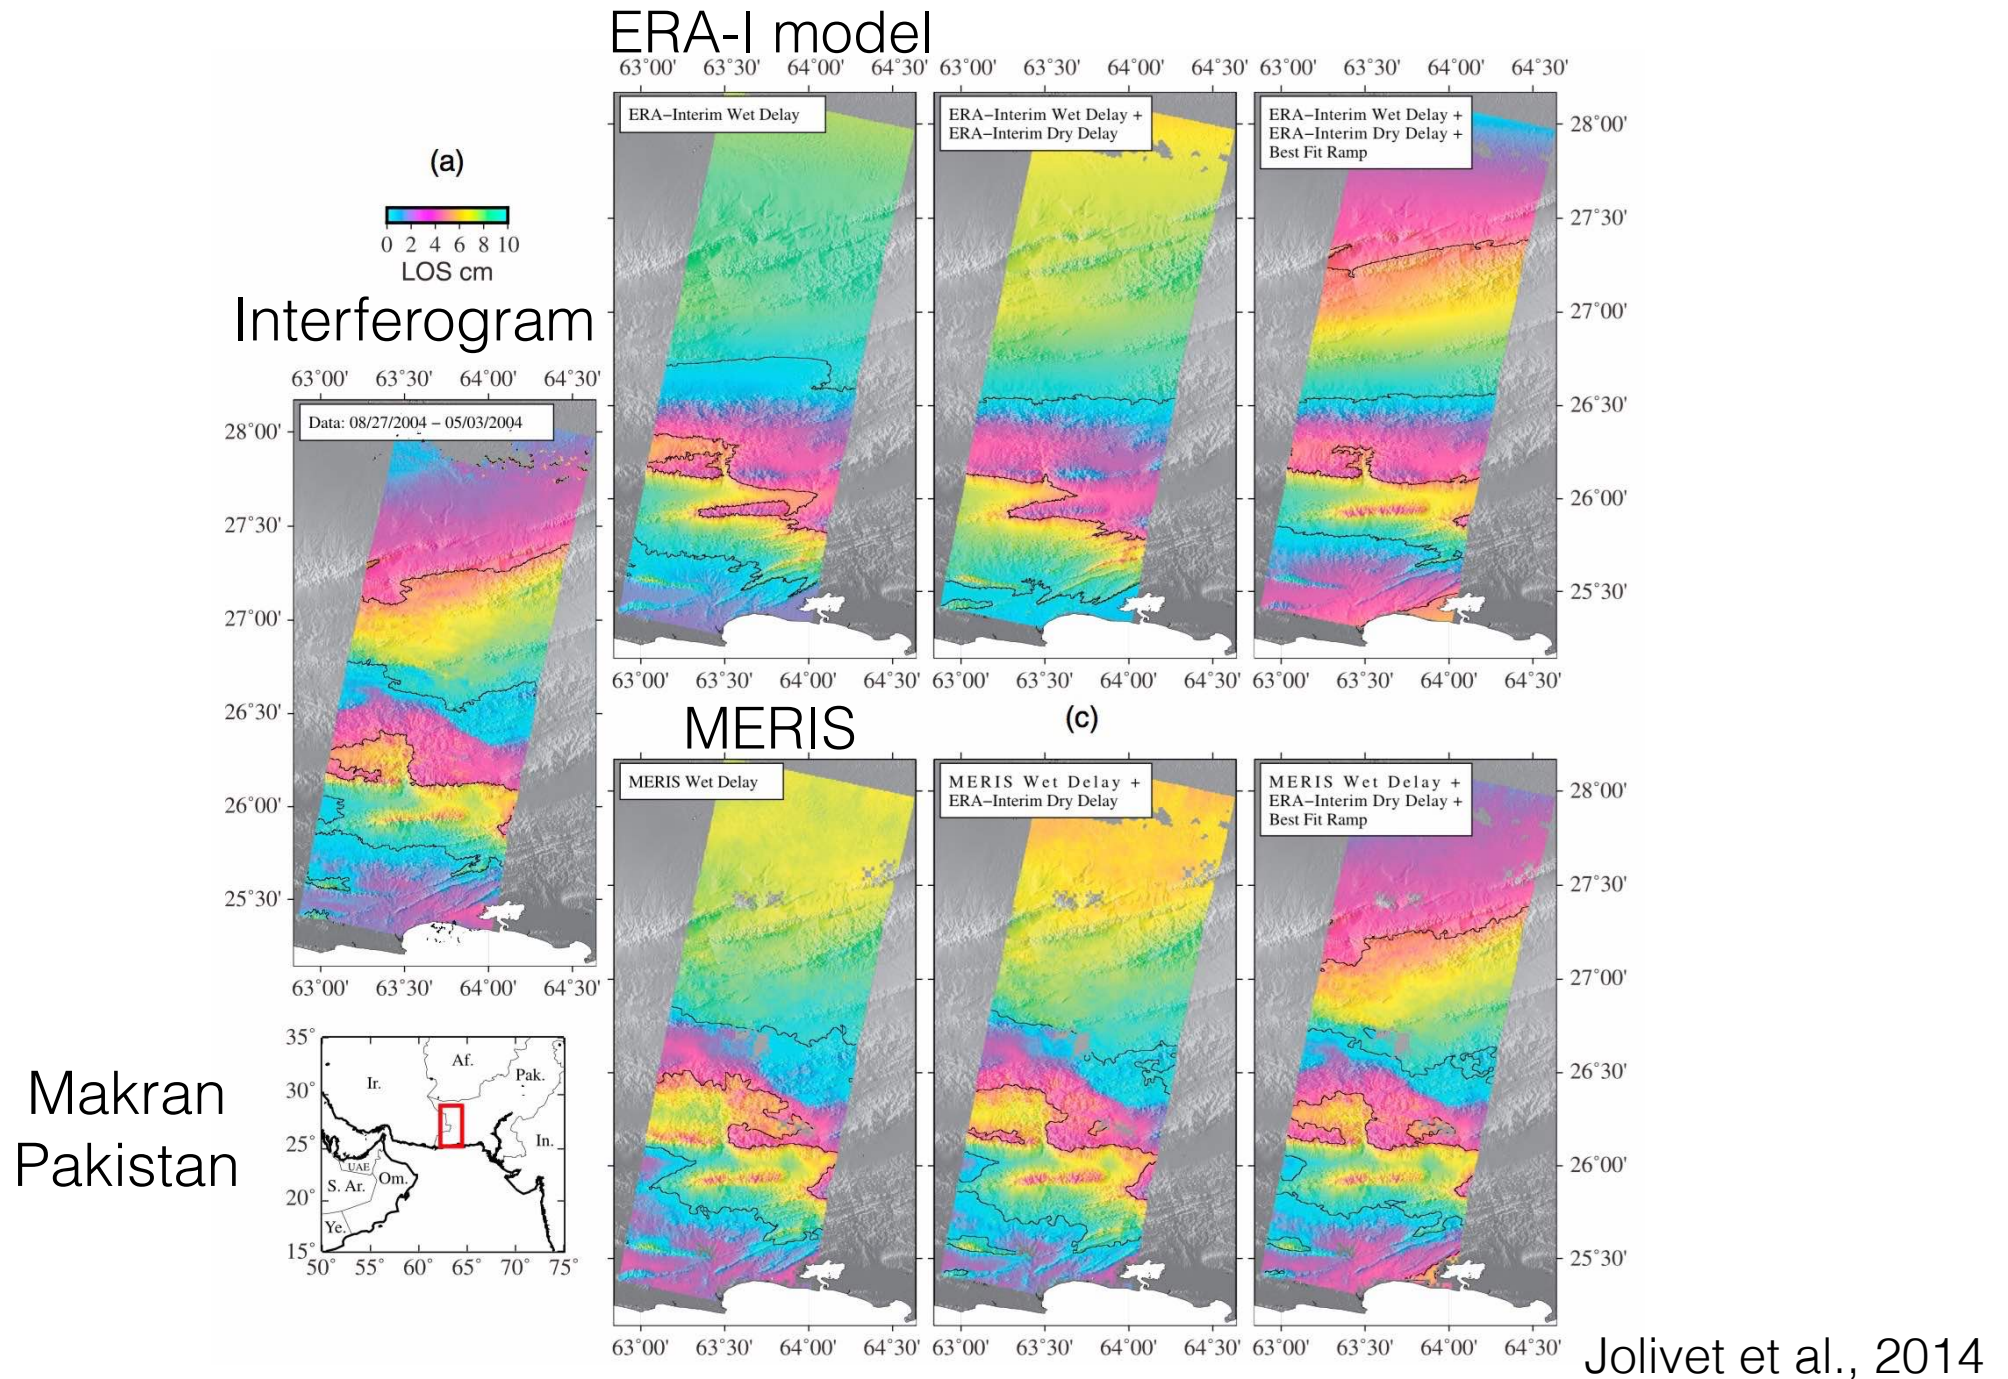 ERA-I model
63°00' 63°30' 64°00' 64°30' 63°00' 63°30' 64°00' 64°30' 63°00' 63°30' 64°00' 64°30'
ERA–Interim Wet Delay
ERA–Interim Wet Delay +
ERA–Interim Dry Delay
ERA–Interim Wet Delay +
ERA–Interim Dry Delay +
Best Fit Ramp
28°00'
27°30'
27°00'
26°30'
26°00'
25°30'
63°00' 63°30' 64°00' 64°30' 63°00' 63°30' 64°00' 64°30' 63°00' 63°30' 64°00' 64°30'
(a)
0 2 4 6 8 10
LOS cm
Interferogram
63°00' 63°30' 64°00' 64°30'
Data: 08/27/2004 – 05/03/2004
28°00'
27°30'
27°00'
26°30'
26°00'
25°30'
63°00' 63°30' 64°00' 64°30'
MERIS
(c)
MERIS Wet Delay
MERIS Wet Delay +
ERA–Interim Dry Delay
MERIS Wet Delay +
ERA–Interim Dry Delay +
Best Fit Ramp
28°00'
27°30'
27°00'
26°30'
26°00'
25°30'
63°00' 63°30' 64°00' 64°30' 63°00' 63°30' 64°00' 64°30' 63°00' 63°30' 64°00' 64°30'
Makran
Pakistan
35°
30°
25°
20°
15°
Af.
Ir.
Pak.
In.
UAE
S. Ar.
Om.
Ye.
50° 55° 60° 65° 70° 75°
Jolivet et al., 2014